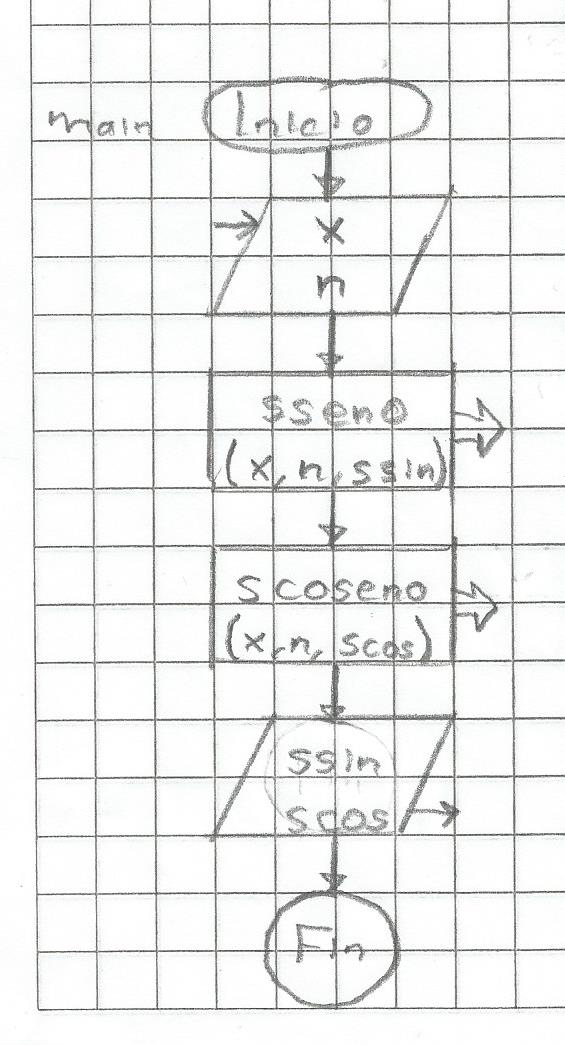 main Inicio
x
n
sseno
(x, n, ssin)
scoseno
(x, n, scos)
ssin
scos
Fin